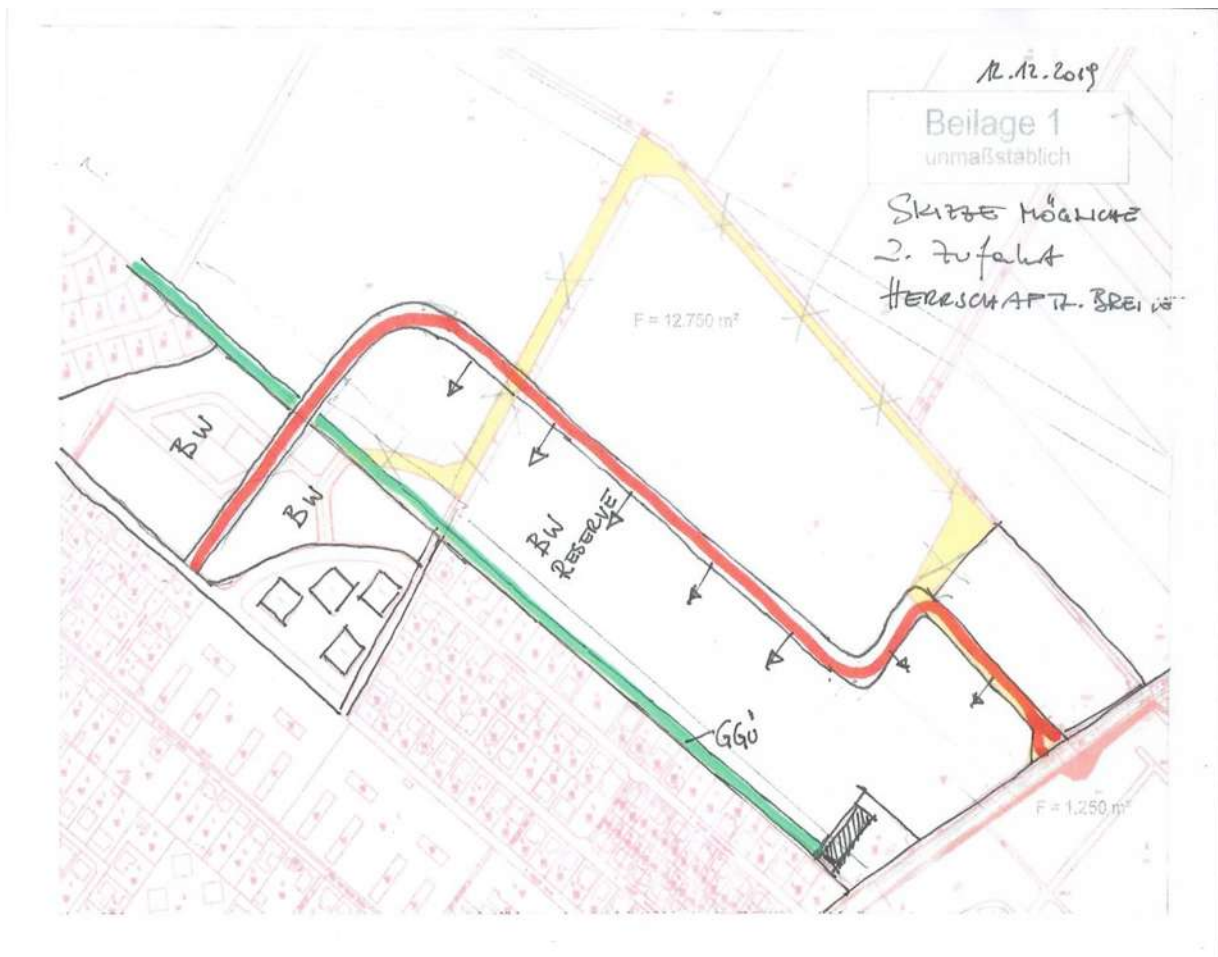 12.12.2019
Beilage 1
unmaßstäblich
SKIZZE MÖGLICHE
2. Zufahrt
HERRSCHAFTL.
F = 12.750 m²
BW
BW
BW
RESERVE
GGÜ
F = 1.250 m²